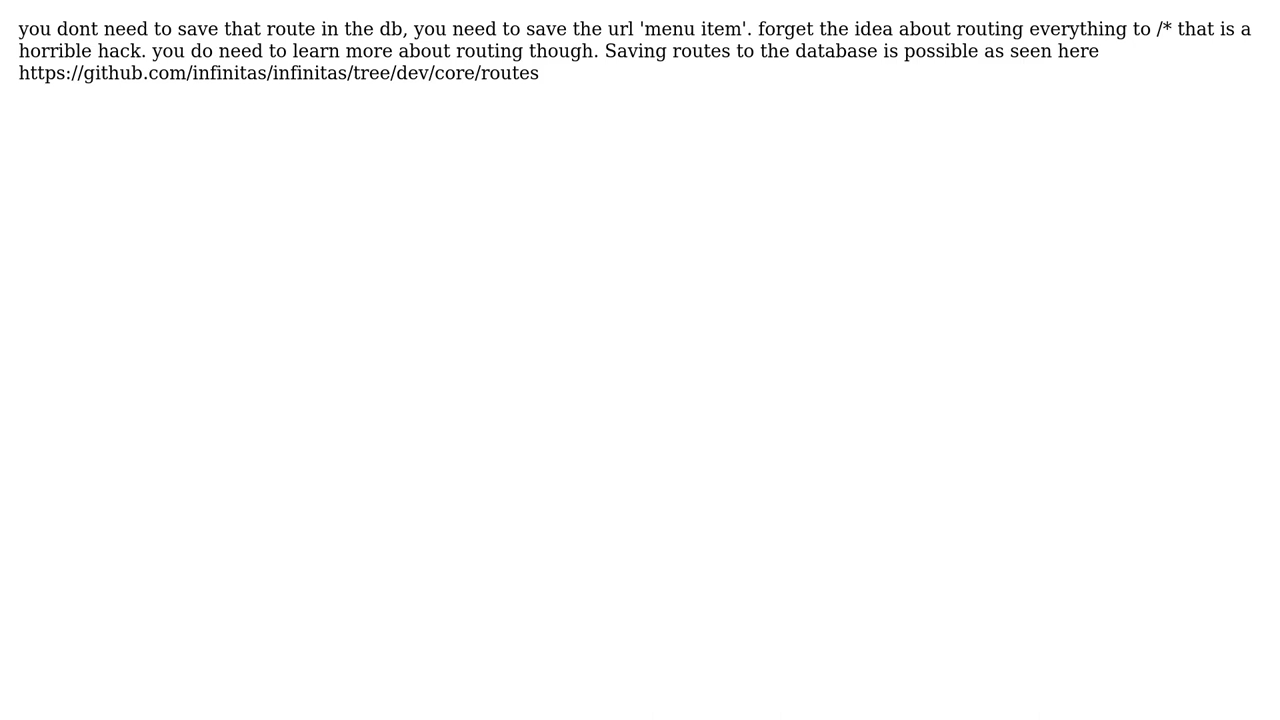 you dont need to save that route in the db, you need to save the url 'menu item'. forget the idea about routing everything to /* that is a
horrible hack. you do need to learn more about routing though. Saving routes to the database is possible as seen here
https://github.com/infinitas/infinitas/tree/dev/core/routes